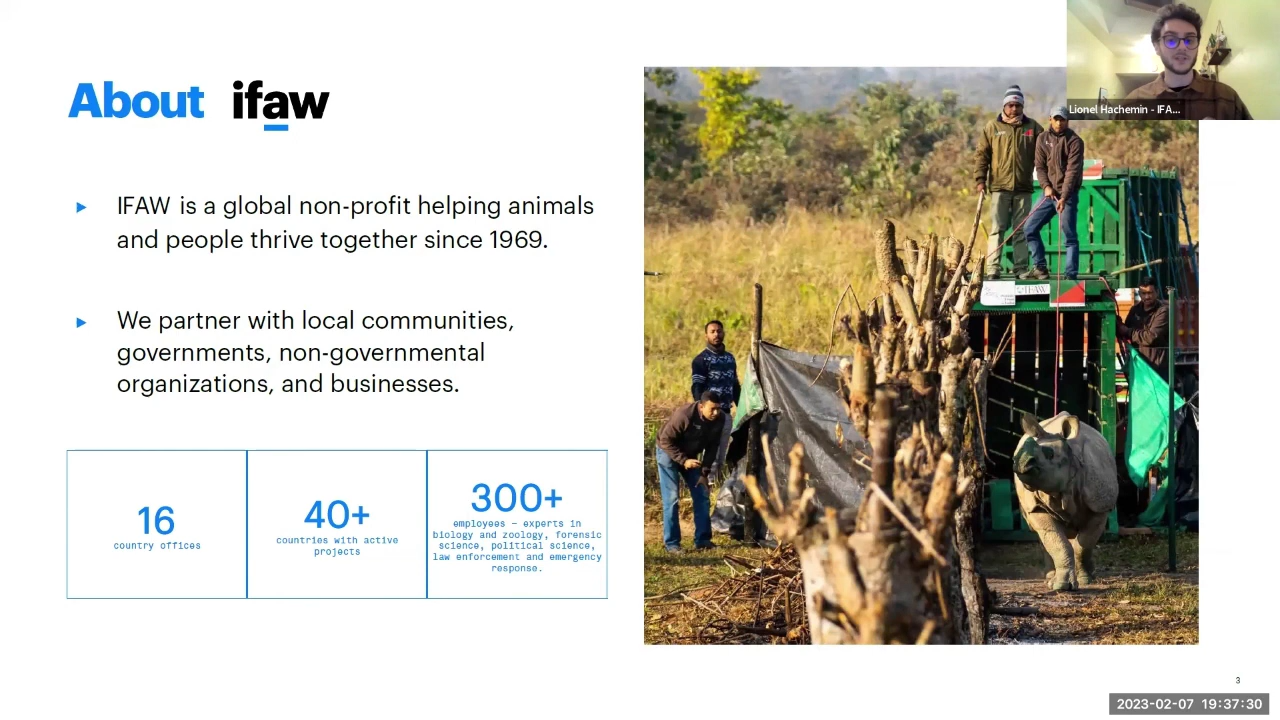 About ifaw
IFAW is a global non-profit helping animals
and people thrive together since 1969.
We partner with local communities,
governments, non-governmental
organizations, and businesses.
16
country offices
40+
countries with active
projects
300+
employees – experts in
biology and zoology, forensic
science, political science,
law enforcement and emergency
response.
IFAW
Lionel Hachemin - IFA...
3
2023-02-07 19:37:30